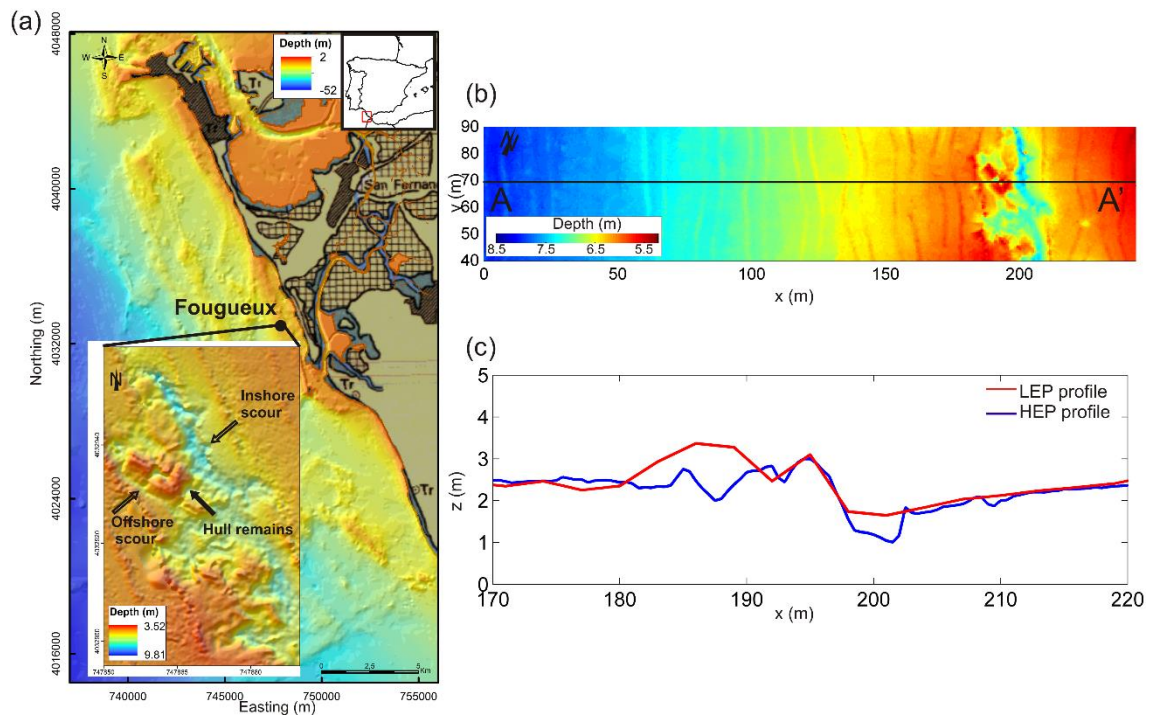 (a)
4048000
4040000
4032000
4024000
4016000
Northing (m)
N
W E
S
Depth (m)
2
-52
Tr
Tr
San Fernan
Fougueux
Tr
Tr
N
Inshore
scour
Offshore
scour
Hull remains
Depth (m)
3.52
9.81
0 2,5 5
Km
740000 745000 750000 755000
Easting (m)
(b)
90
80
70
60
50
40
y (m)
N
A
A'
Depth (m)
8.5 7.5 6.5 5.5
0 50 100 150 200
x (m)
(c)
5
4
3
2
1
0
z (m)
LEP profile
HEP profile
170 180 190 200 210 220
x (m)